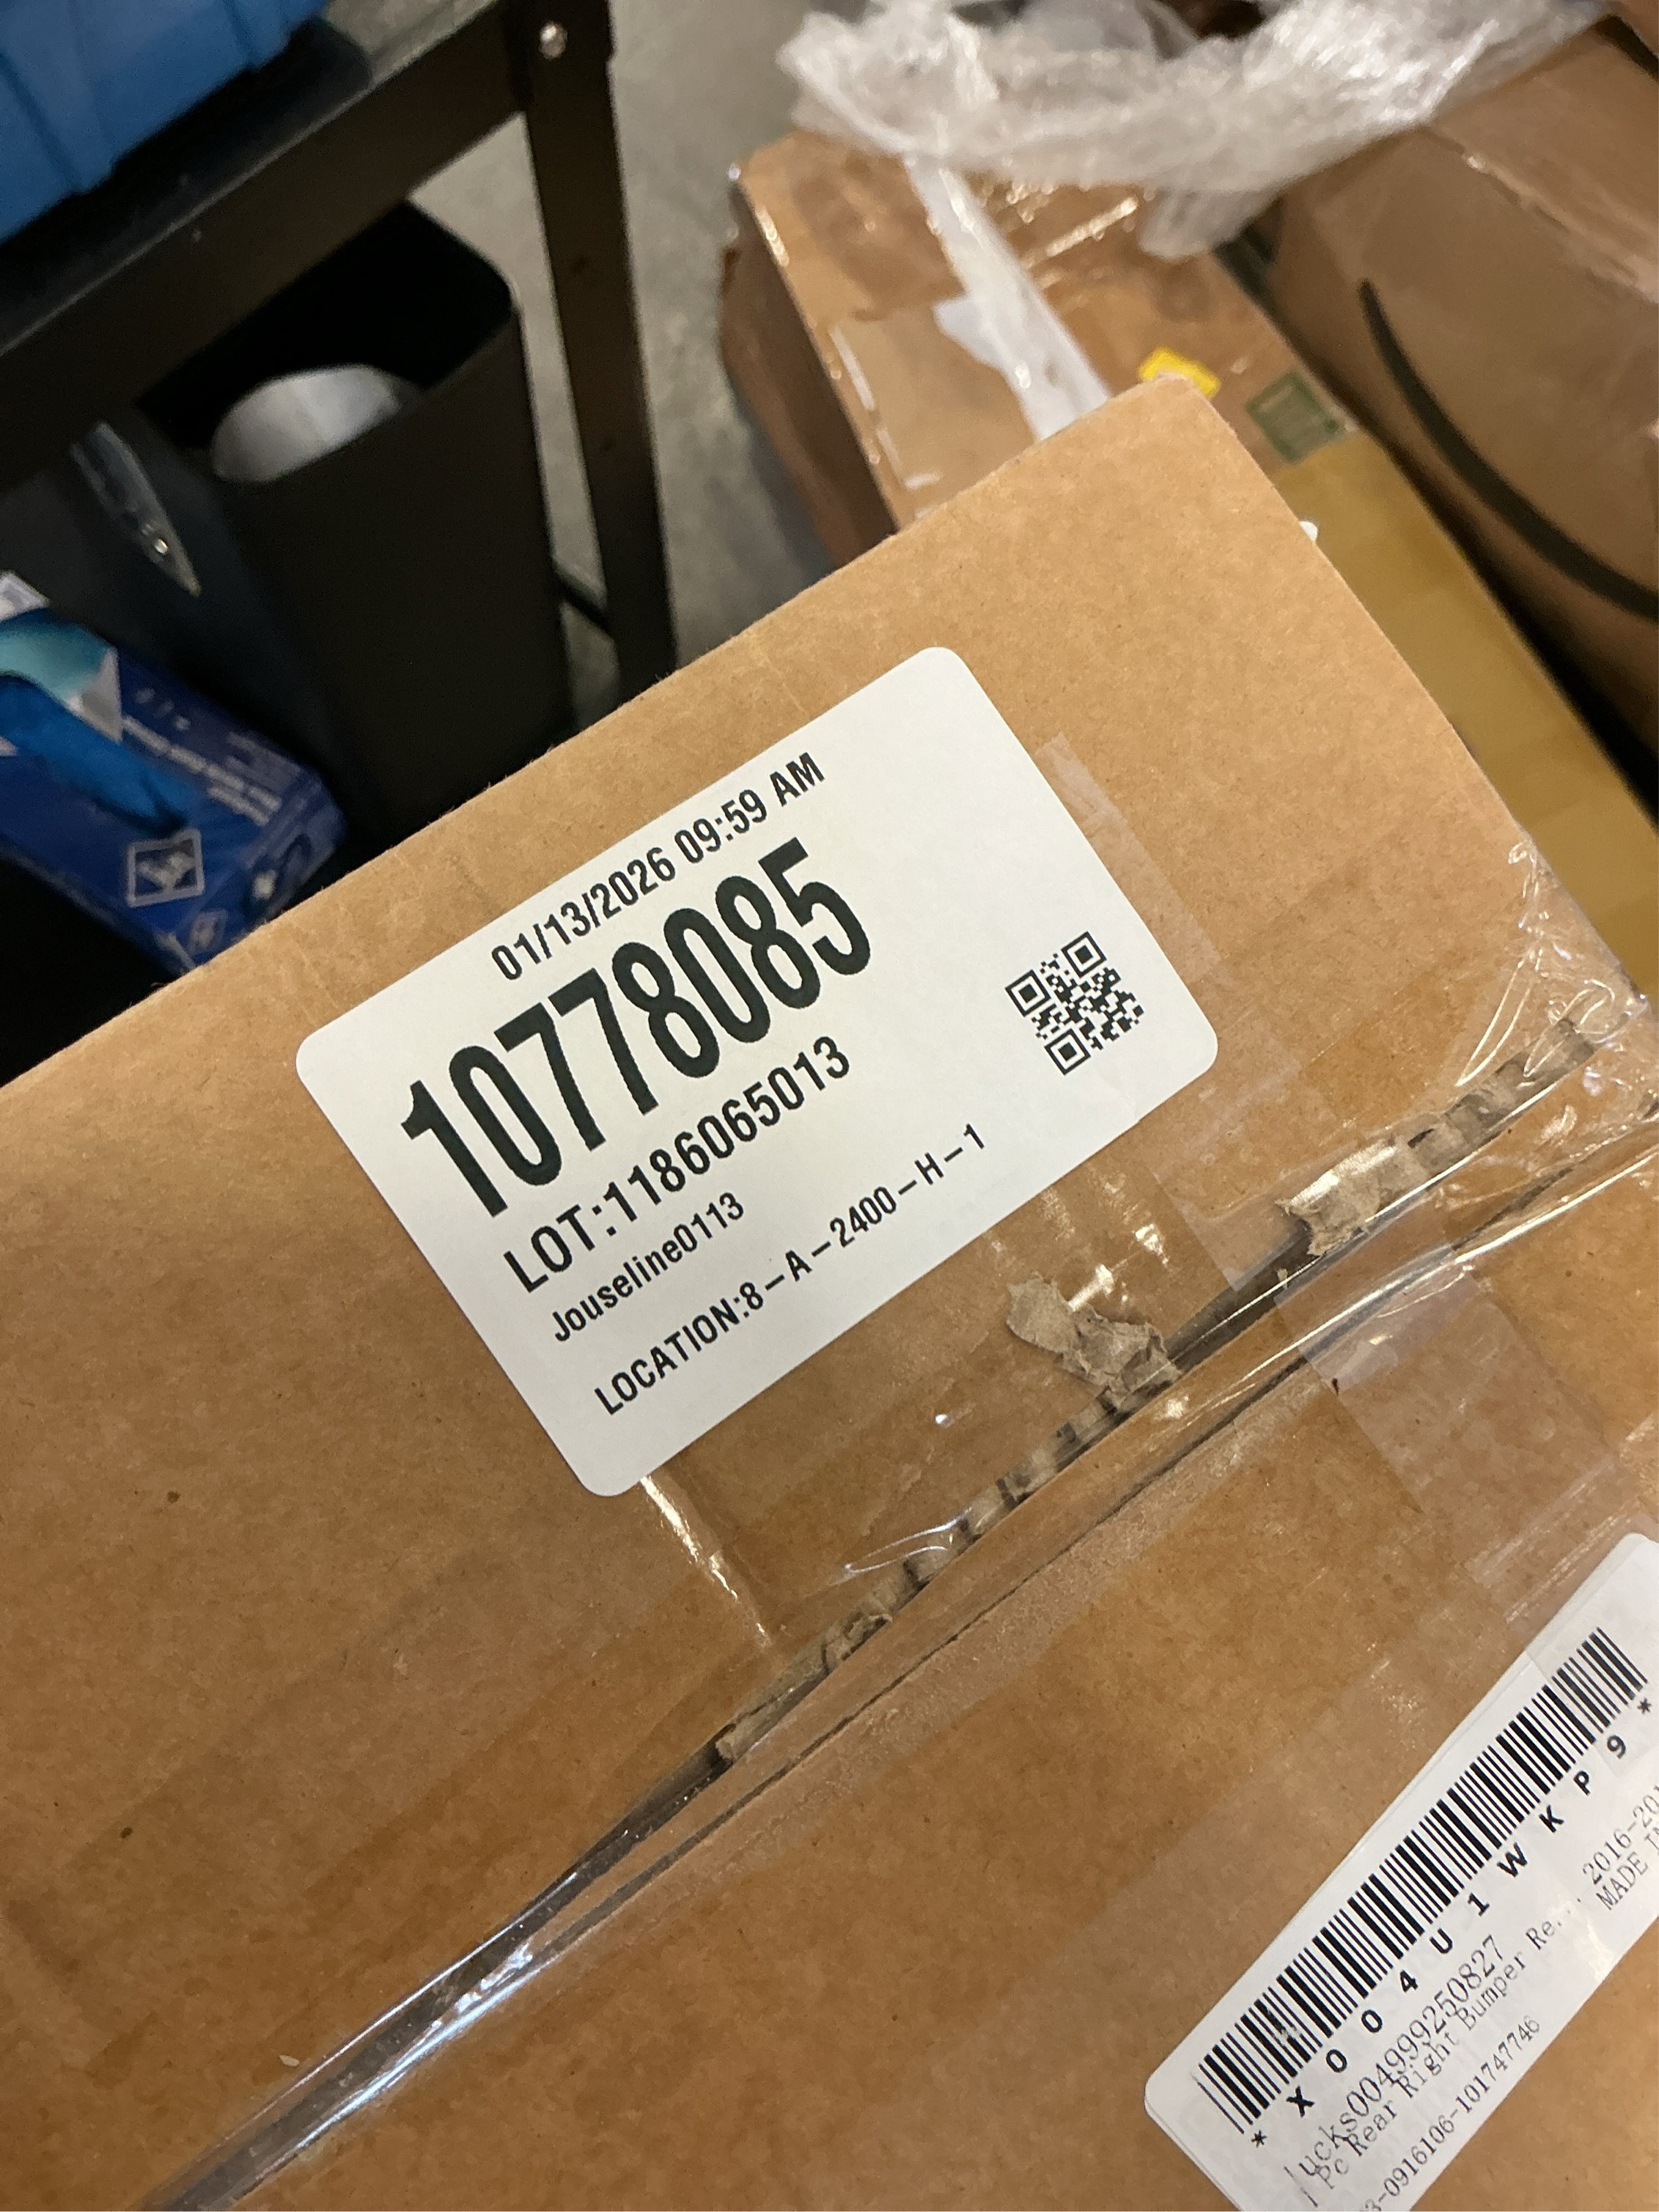 01/13/2026 09:59 AM
10778085
LOT:1186065013
Jouseline0113
LOCATION:8-A-2400-H-1
* X 0 0 4 U 1 W K P 9 *
ucks004999250827
Pc Rear Right Bumper Re... 2016-201
MADE IN
3-0916106-101747746